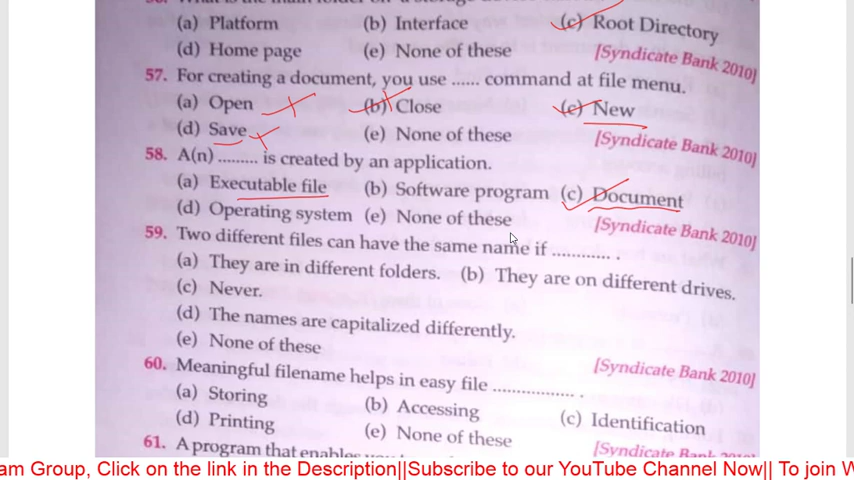 (a) Platform (b) Interface (c) Root Directory
(d) Home page (e) None of these [Syndicate Bank 2010]
57. For creating a document, you use ...... command at file menu.
(a) Open (b) Close (c) New
(d) Save (e) None of these [Syndicate Bank 2010]
58. A(n) ......... is created by an application.
(a) Executable file (b) Software program (c) Document
(d) Operating system (e) None of these [Syndicate Bank 2010]
59. Two different files can have the same name if ............ .
(a) They are in different folders. (b) They are on different drives.
(c) Never.
(d) The names are capitalized differently.
(e) None of these [Syndicate Bank 2010]
60. Meaningful filename helps in easy file ................. .
(a) Storing (b) Accessing (c) Identification
(d) Printing (e) None of these
61. A program that enables [Syndicate Bank
am Group, Click on the link in the Description||Subscribe to our YouTube Channel Now|| To join